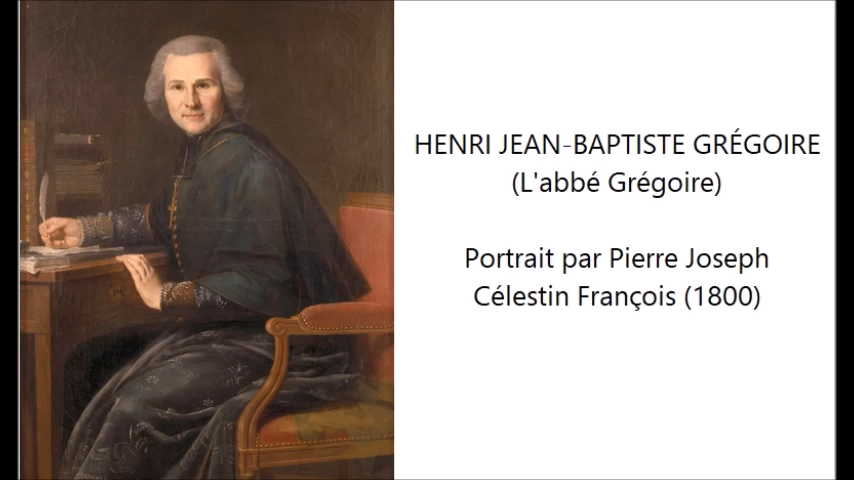 HENRI JEAN-BAPTISTE GRÉGOIRE
(L'abbé Grégoire)
Portrait par Pierre Joseph
Célestin François (1800)